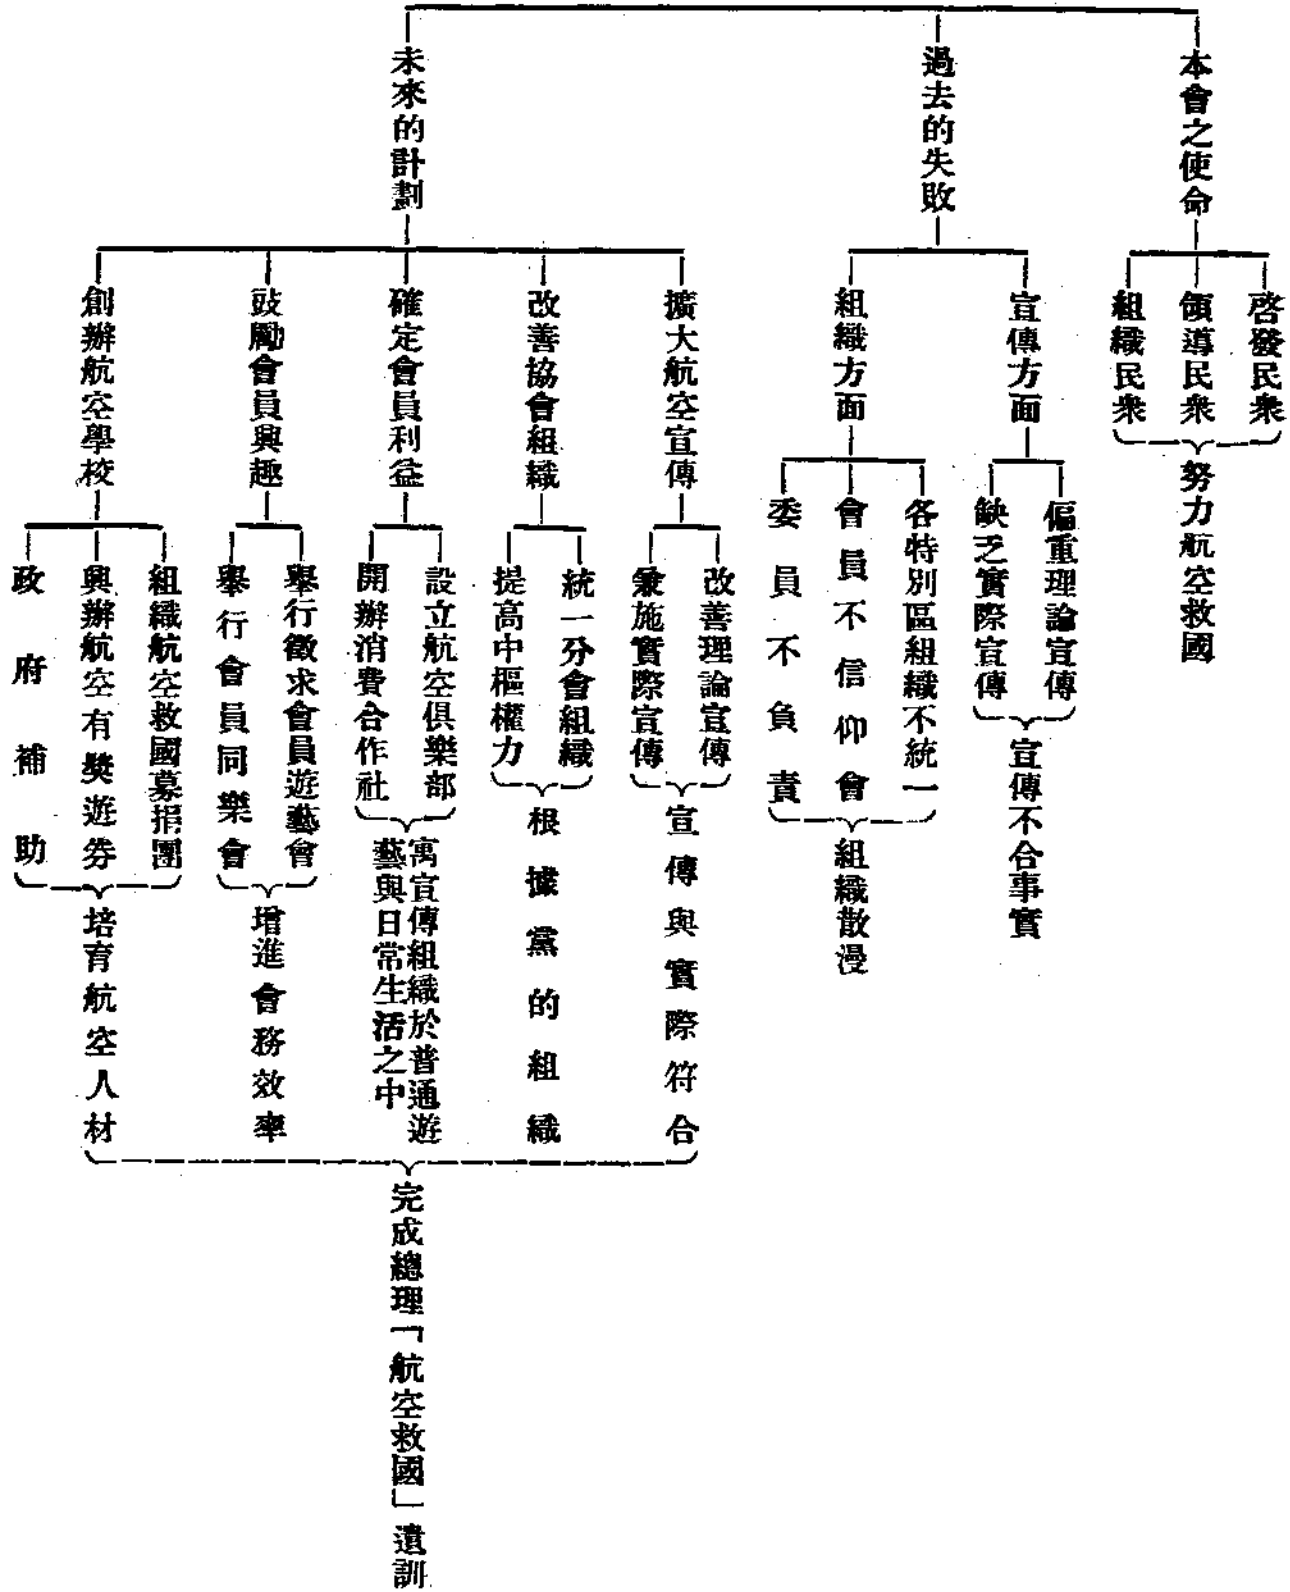 本會之使命
啓發民衆
領導民衆
組織民衆
努力航空救國
過去的失敗
宣傳方面
偏重理論宣傳
缺乏實際宣傳
宣傳不合事實
組織方面
各特別區組織不統一
會員不信仰會
委員不負責
組織散漫
未來的計劃
擴大航空宣傳
改善理論宣傳
兼施實際宣傳
宣傳與實際符合
改善協會組織
統一分會組織
提高中樞權力
根據黨的組織
確定會員利益
設立航空俱樂部
開辦消費合作社
寓宣傳組織於普通遊
藝與日常生活之中
鼓勵會員興趣
舉行徵求會員遊藝會
舉行會員同樂會
增進會務效率
創辦航空學校
組織航空救國募捐團
興辦航空有獎遊券
政府補助
培育航空人材
完成總理「航空救國」遺訓